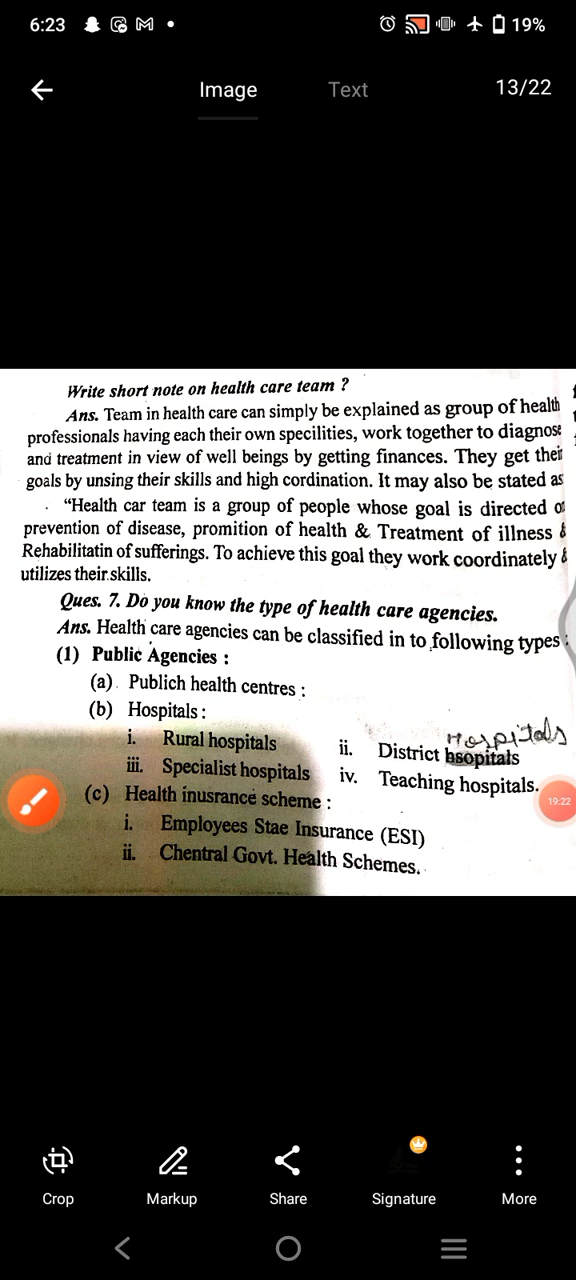 6:23
19%
Image
Text
13/22
Write short note on health care team ?
Ans. Team in health care can simply be explained as group of health
professionals having each their own specilities, work together to diagnose
and treatment in view of well beings by getting finances. They get their
goals by unsing their skills and high cordination. It may also be stated as
“Health car team is a group of people whose goal is directed
prevention of disease, promition of health & Treatment of illness &
Rehabilitatin of sufferings. To achieve this goal they work coordinately &
utilizes their skills.
Ques. 7. Do you know the type of health care agencies.
Ans. Health care agencies can be classified in to following types :
(1) Public Agencies :
(a) Publich health centres :
(b) Hospitals :
Hospitals
i. Rural hospitals ii. District hsopitals
iii. Specialist hospitals iv. Teaching hospitals.
(c) Health inusrance scheme :
19:22
i. Employees Stae Insurance (ESI)
ii. Chentral Govt. Health Schemes.
Crop
Markup
Share
Signature
More